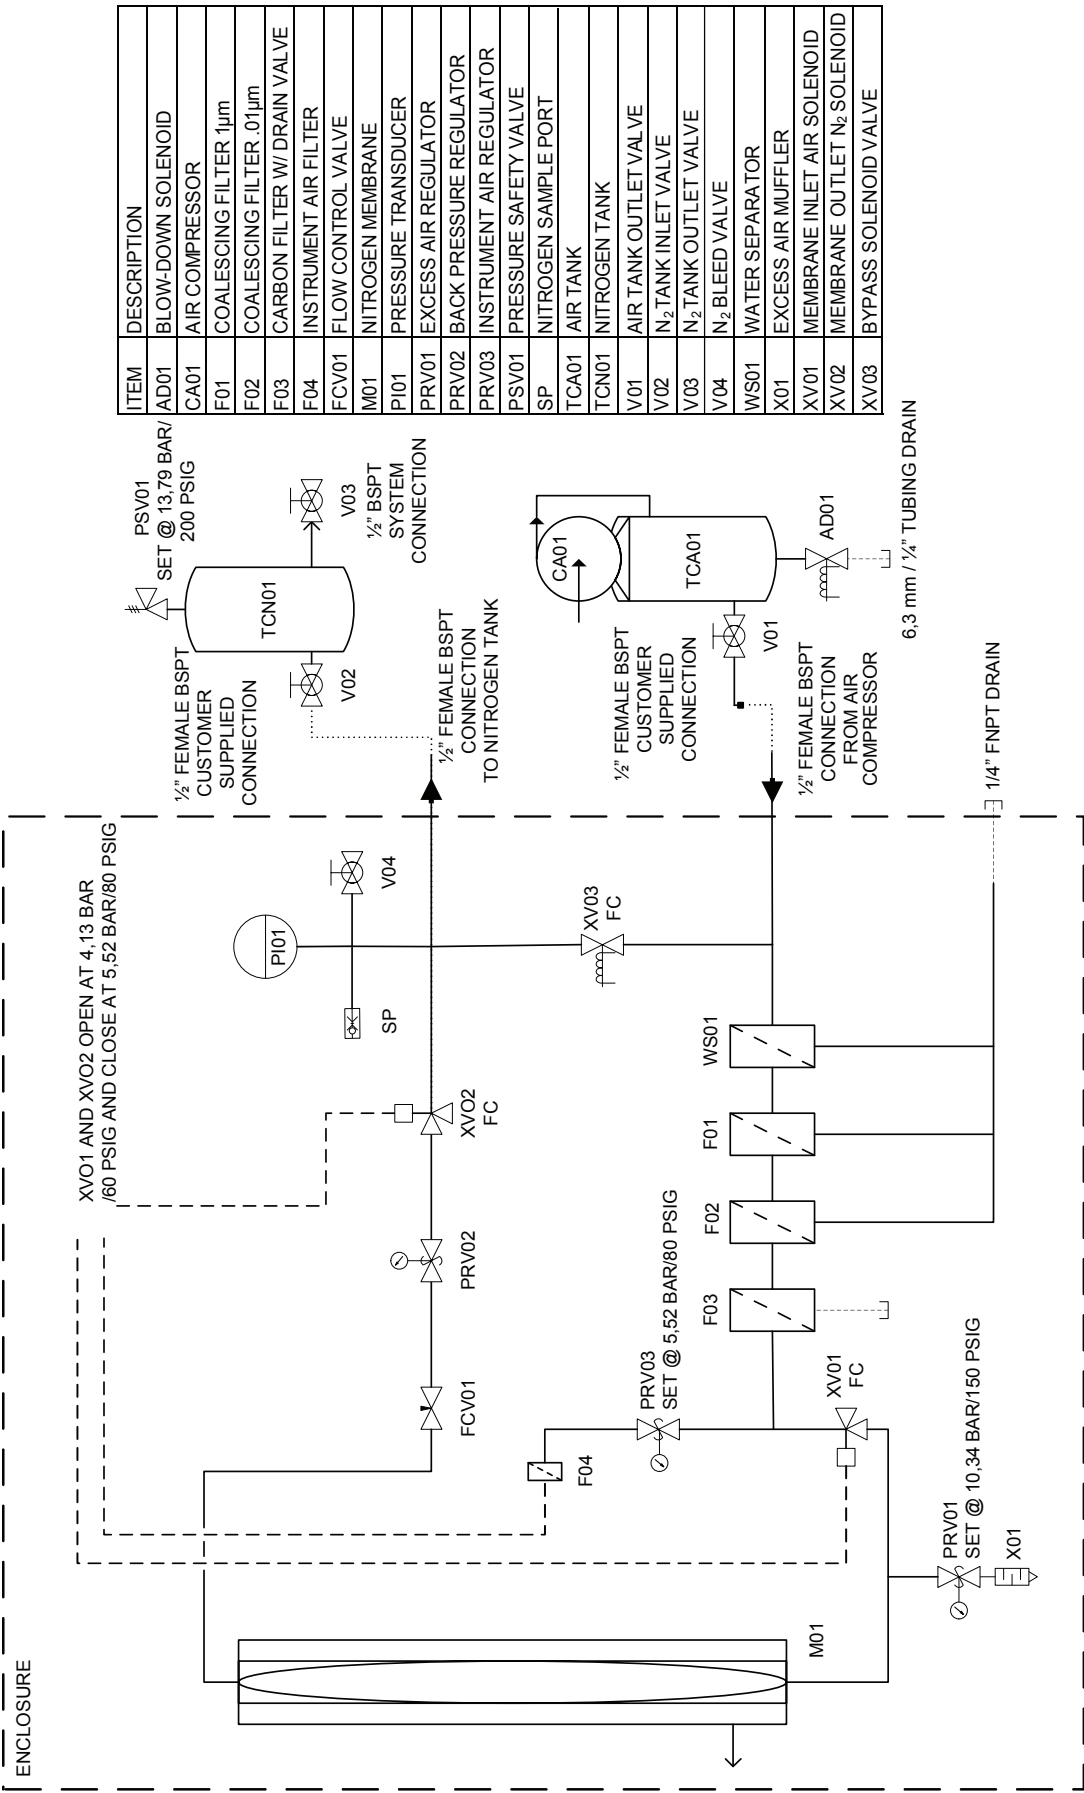 ENCLOSURE
XVO1 AND XVO2 OPEN AT 4,13 BAR
/60 PSIG AND CLOSE AT 5,52 BAR/80 PSIG
PI01
V04
SP
XVO2
FC
PRV02
FCV01
XV03
FC
WS01
F01
F02
F03
F04
PRV03
SET @ 5,52 BAR/80 PSIG
XV01
FC
PRV01
SET @ 10,34 BAR/150 PSIG
X01
M01
PSV01
SET @ 13,79 BAR/
200 PSIG
TCN01
V03
½” BSPT
SYSTEM
CONNECTION
V02
½” FEMALE BSPT
CUSTOMER
SUPPLIED
CONNECTION
½” FEMALE BSPT
CONNECTION
TO NITROGEN TANK
CA01
TCA01
AD01
6,3 mm / ¼” TUBING DRAIN
V01
½” FEMALE BSPT
CUSTOMER
SUPPLIED
CONNECTION
½” FEMALE BSPT
CONNECTION
FROM AIR
COMPRESSOR
1/4” FNPT DRAIN
ITEM DESCRIPTION
AD01 BLOW-DOWN SOLENOID
CA01 AIR COMPRESSOR
F01 COALESCING FILTER 1µm
F02 COALESCING FILTER .01µm
F03 CARBON FILTER W/ DRAIN VALVE
F04 INSTRUMENT AIR FILTER
FCV01 FLOW CONTROL VALVE
M01 NITROGEN MEMBRANE
PI01 PRESSURE TRANSDUCER
PRV01 EXCESS AIR REGULATOR
PRV02 BACK PRESSURE REGULATOR
PRV03 INSTRUMENT AIR REGULATOR
PSV01 PRESSURE SAFETY VALVE
SP NITROGEN SAMPLE PORT
TCA01 AIR TANK
TCN01 NITROGEN TANK
V01 AIR TANK OUTLET VALVE
V02 N₂ TANK INLET VALVE
V03 N₂ TANK OUTLET VALVE
V04 N₂ BLEED VALVE
WS01 WATER SEPARATOR
X01 EXCESS AIR MUFFLER
XV01 MEMBRANE INLET AIR SOLENOID
XV02 MEMBRANE OUTLET N₂ SOLENOID
XV03 BYPASS SOLENOID VALVE